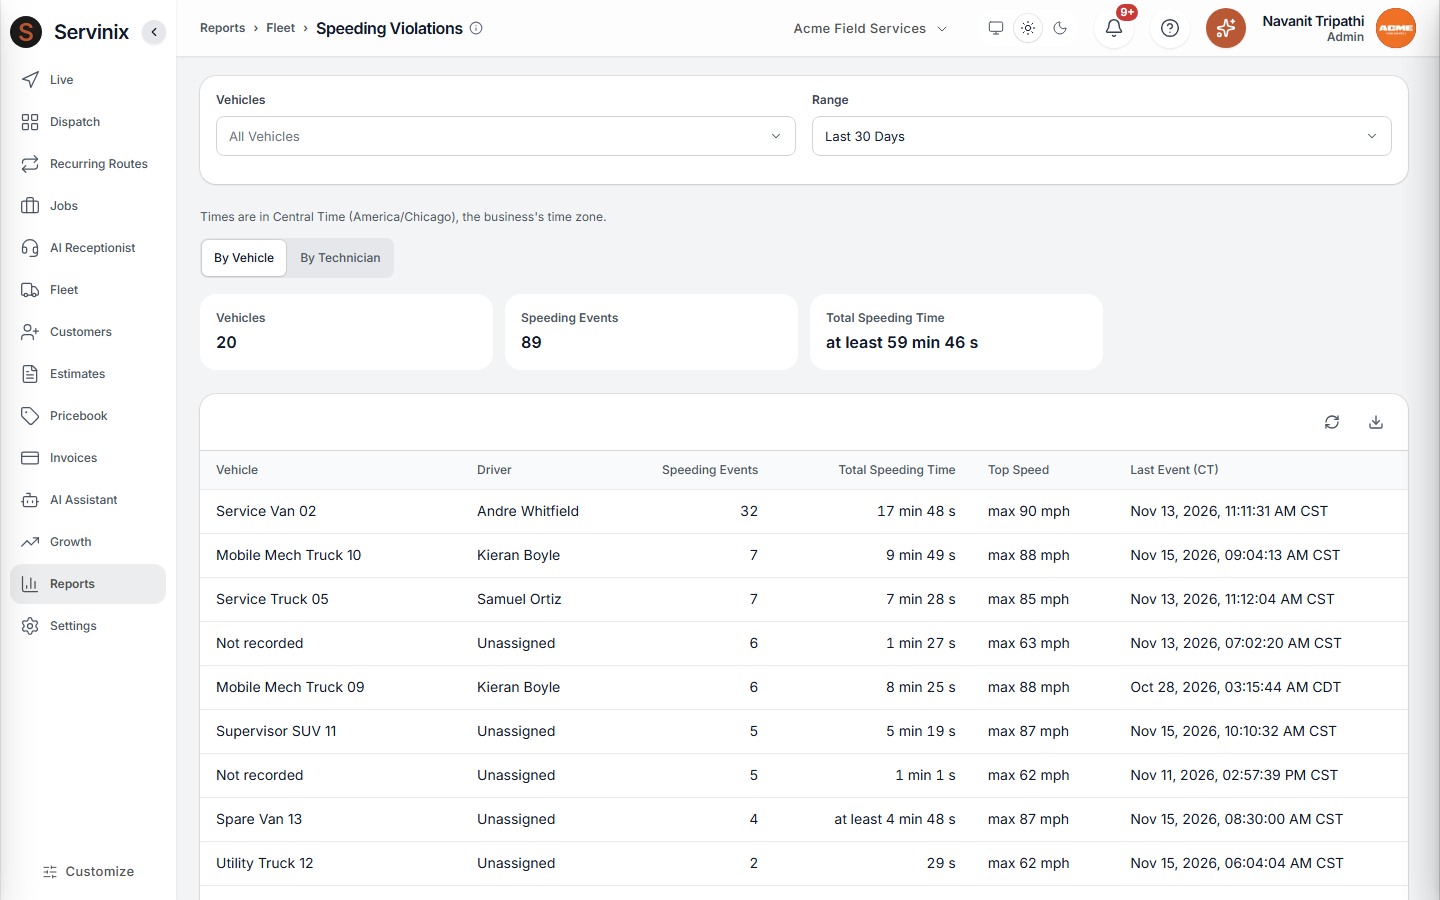 Servinix
Reports › Fleet › Speeding Violations
Acme Field Services
9+
Navanit Tripathi
Admin
ACME
Live
Dispatch
Recurring Routes
Jobs
AI Receptionist
Fleet
Customers
Estimates
Pricebook
Invoices
AI Assistant
Growth
Reports
Settings
Customize
Vehicles
All Vehicles
Range
Last 30 Days
Times are in Central Time (America/Chicago), the business's time zone.
By Vehicle By Technician
Vehicles
20
Speeding Events
89
Total Speeding Time
at least 59 min 46 s
Vehicle Driver Speeding Events Total Speeding Time Top Speed Last Event (CT)
Service Van 02 Andre Whitfield 32 17 min 48 s max 90 mph Nov 13, 2026, 11:11:31 AM CST
Mobile Mech Truck 10 Kieran Boyle 7 9 min 49 s max 88 mph Nov 15, 2026, 09:04:13 AM CST
Service Truck 05 Samuel Ortiz 7 7 min 28 s max 85 mph Nov 13, 2026, 11:12:04 AM CST
Not recorded Unassigned 6 1 min 27 s max 63 mph Nov 13, 2026, 07:02:20 AM CST
Mobile Mech Truck 09 Kieran Boyle 6 8 min 25 s max 88 mph Oct 28, 2026, 03:15:44 AM CDT
Supervisor SUV 11 Unassigned 5 5 min 19 s max 87 mph Nov 15, 2026, 10:10:32 AM CST
Not recorded Unassigned 5 1 min 1 s max 62 mph Nov 11, 2026, 02:57:39 PM CST
Spare Van 13 Unassigned 4 at least 4 min 48 s max 87 mph Nov 15, 2026, 08:30:00 AM CST
Utility Truck 12 Unassigned 2 29 s max 62 mph Nov 15, 2026, 06:04:04 AM CST